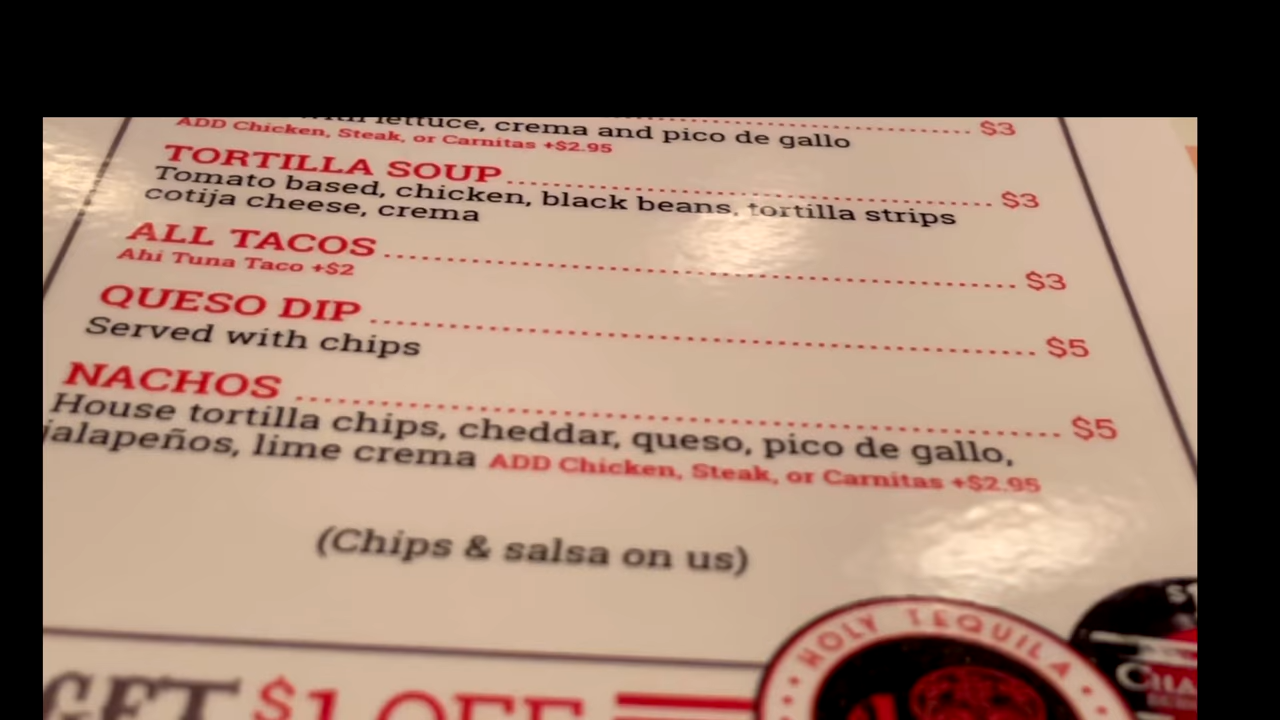 lettuce, crema and pico de gallo ..... $3
ADD Chicken, Steak, or Carnitas +$2.95
TORTILLA SOUP ..... $3
Tomato based, chicken, black beans, tortilla strips
cotija cheese, crema
ALL TACOS ..... $3
Ahi Tuna Taco +$2
QUESO DIP ..... $5
Served with chips
NACHOS ..... $5
House tortilla chips, cheddar, queso, pico de gallo,
jalapeños, lime crema ADD Chicken, Steak, or Carnitas +$2.95
(Chips & salsa on us)
HOLY TEQUILA
GET $1 OFF